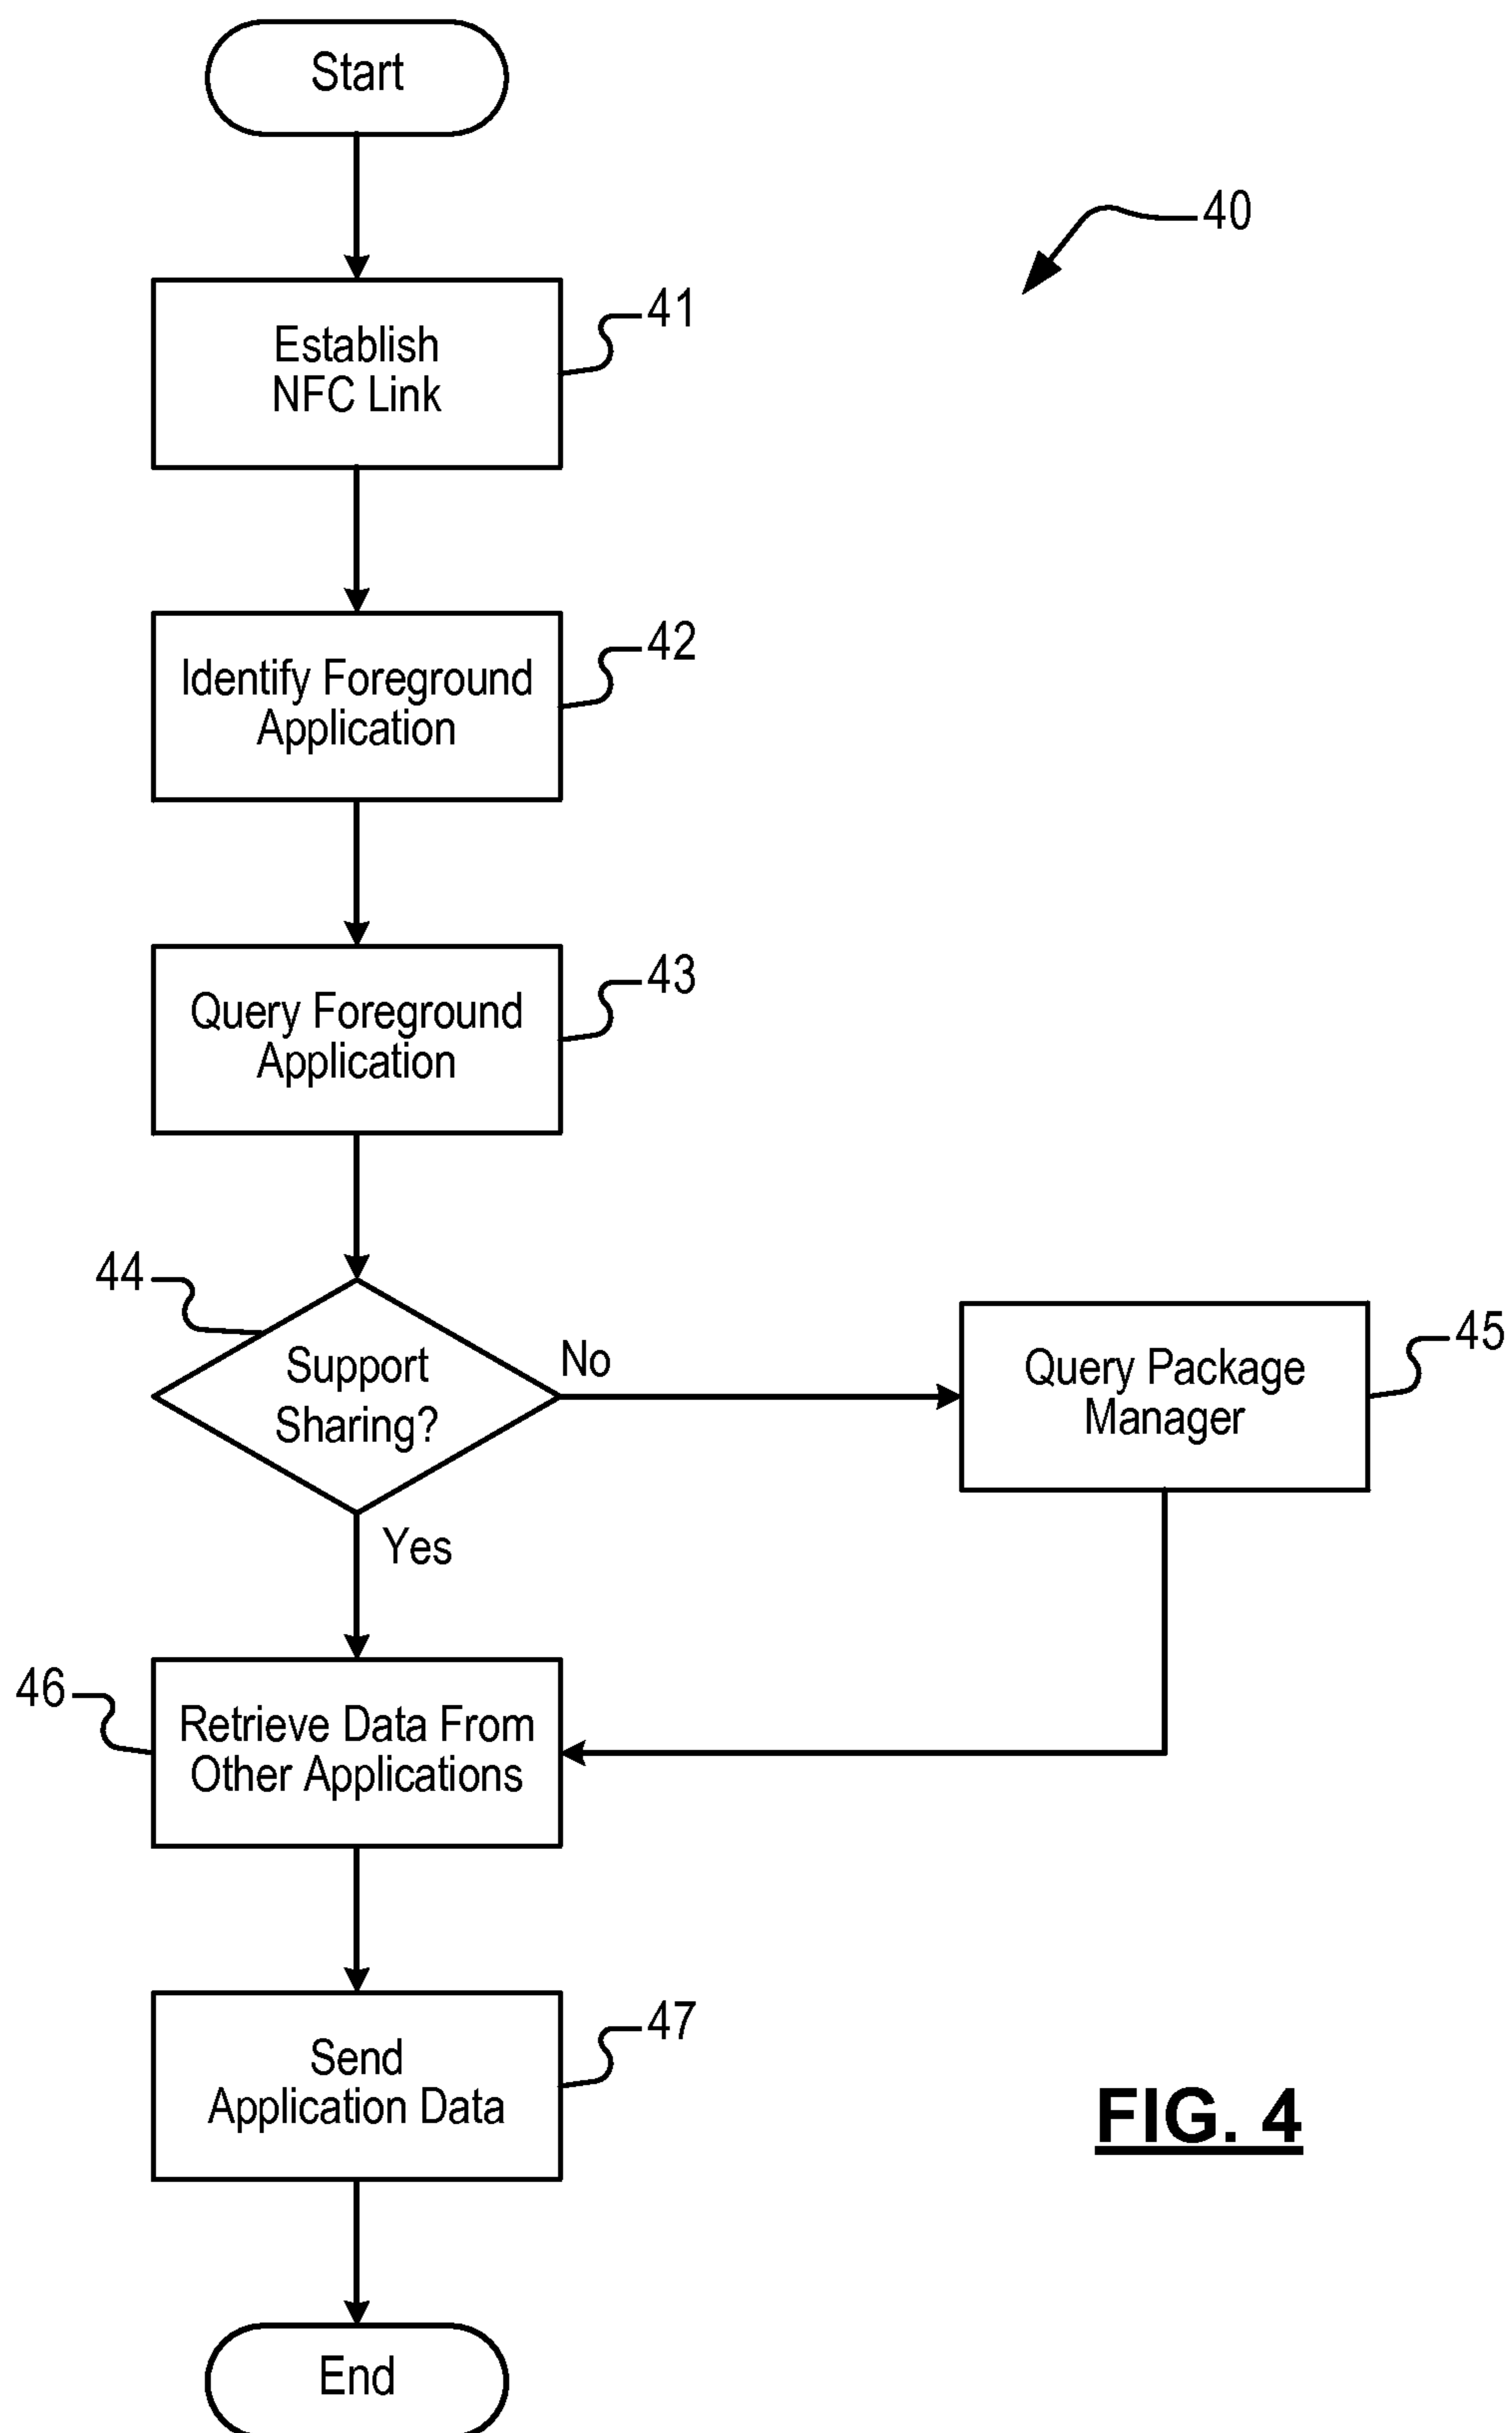 Start
40
Establish
NFC Link
41
Identify Foreground
Application
42
Query Foreground
Application
43
44
Support
Sharing?
No
Query Package
Manager
45
Yes
46
Retrieve Data From
Other Applications
Send
Application Data
47
FIG. 4
End